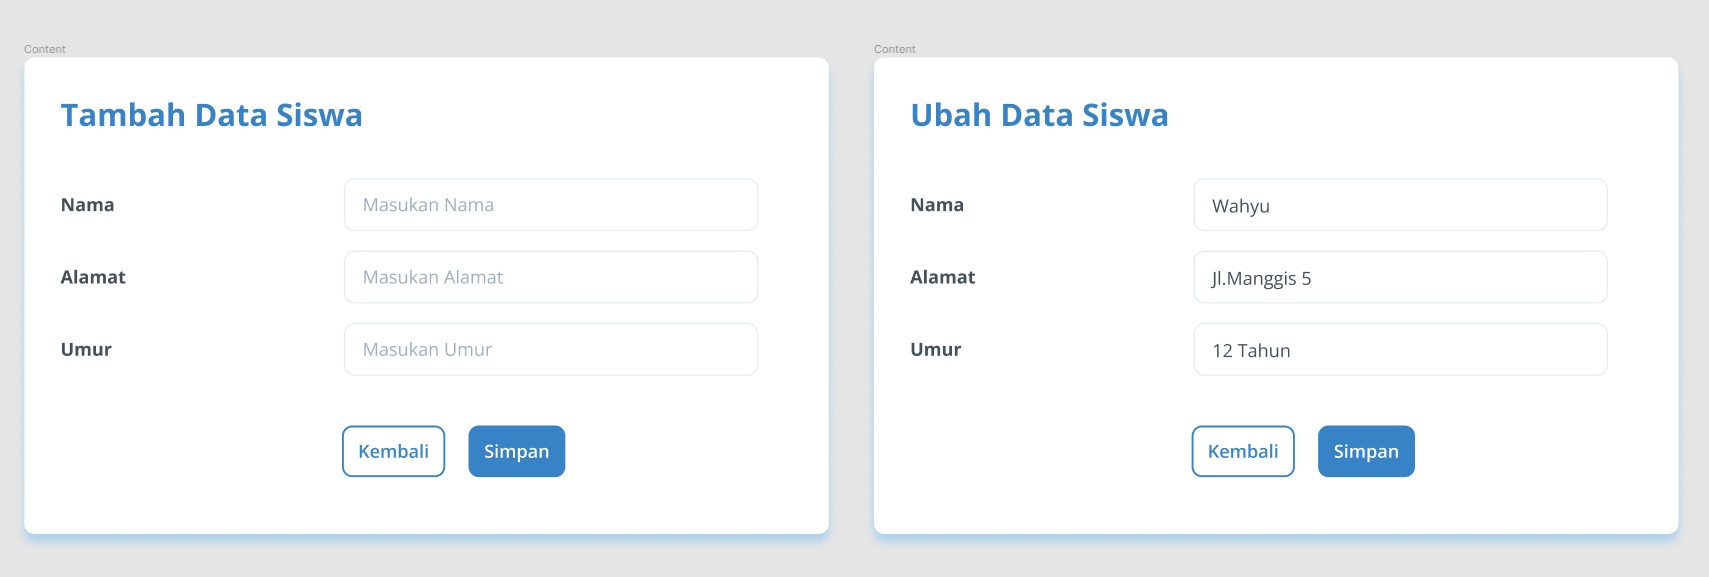 Content
Tambah Data Siswa
Nama
Masukan Nama
Alamat
Masukan Alamat
Umur
Masukan Umur
Kembali
Simpan
Content
Ubah Data Siswa
Nama
Wahyu
Alamat
Jl.Manggis 5
Umur
12 Tahun
Kembali
Simpan